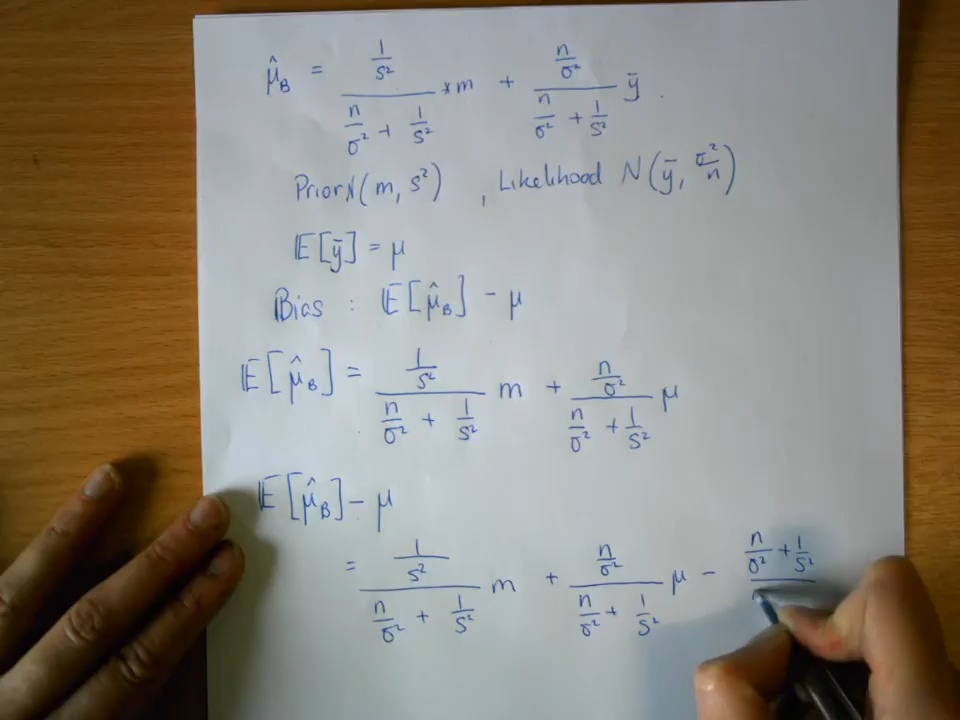 μ̂_B = (1/s²)/(n/σ² + 1/s²) * m + (n/σ²)/(n/σ² + 1/s²) ȳ .
Prior N(m, s²) , Likelihood N(ȳ, σ²/n)
E[ȳ] = μ
Bias : E[μ̂_B] - μ
E[μ̂_B] = (1/s²)/(n/σ² + 1/s²) m + (n/σ²)/(n/σ² + 1/s²) μ
E[μ̂_B] - μ
= (1/s²)/(n/σ² + 1/s²) m + (n/σ²)/(n/σ² + 1/s²) μ - (n/σ² + 1/s²)/